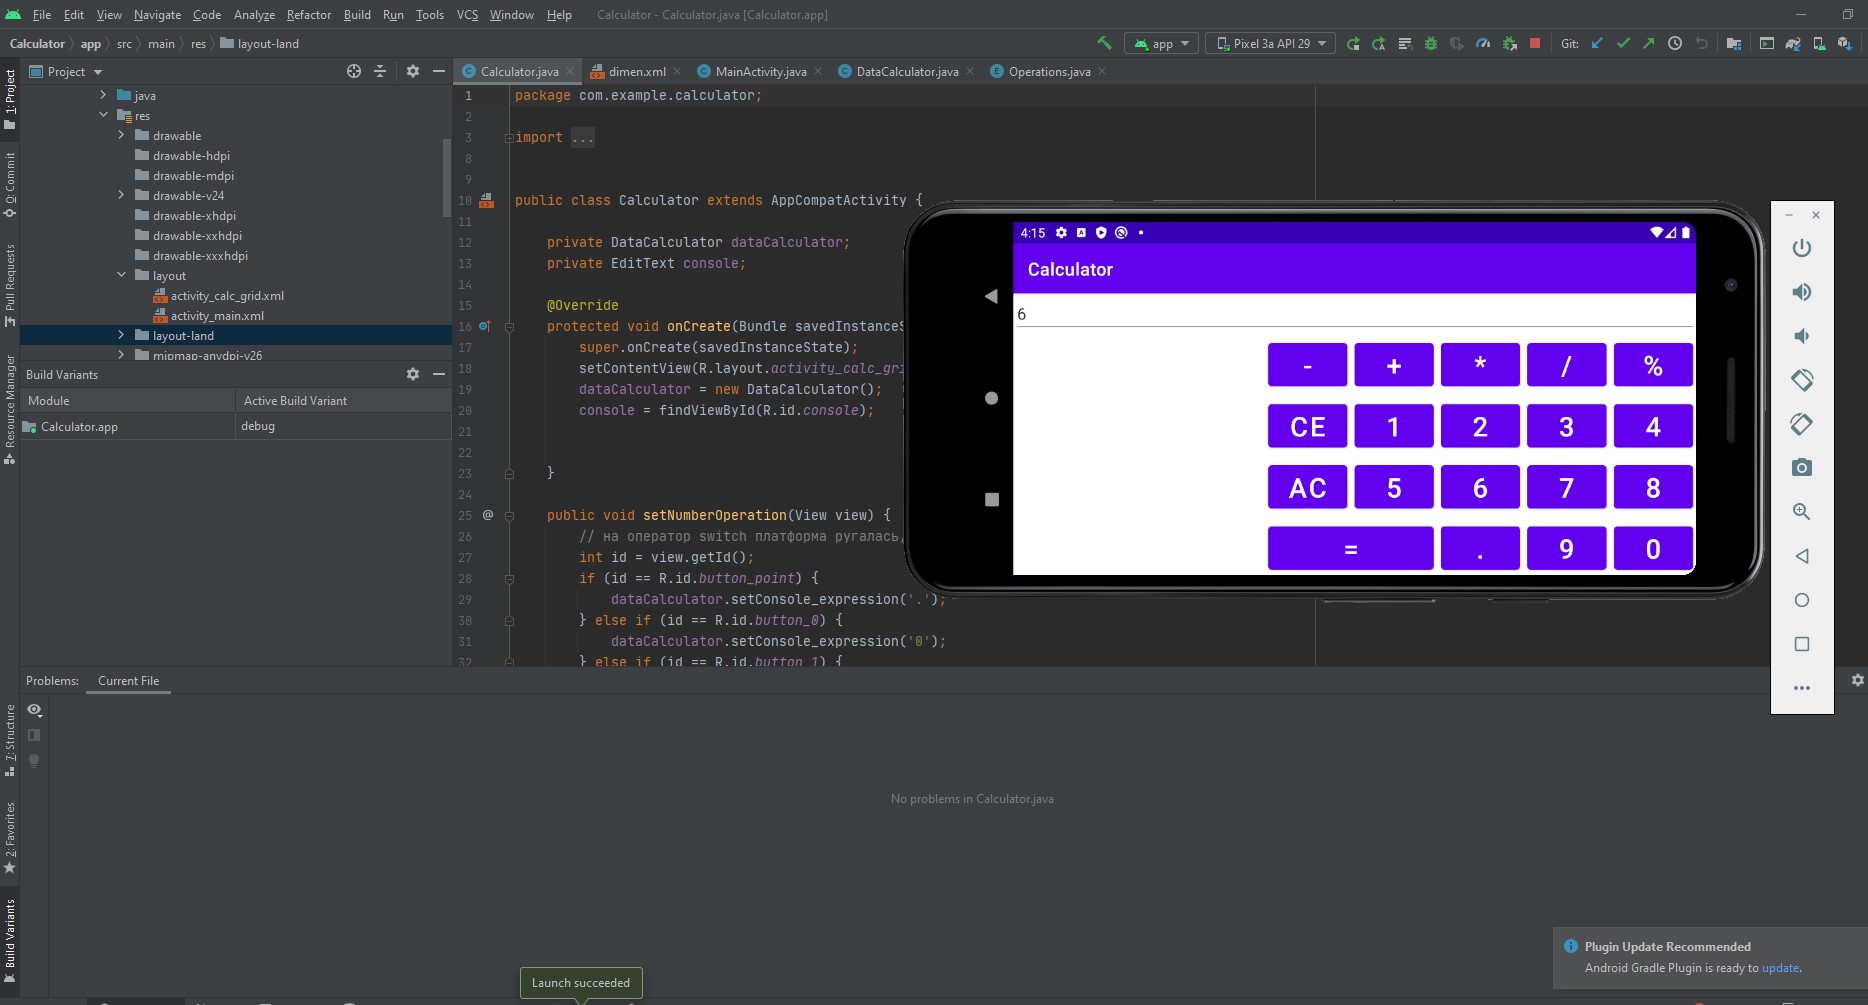 File Edit View Navigate Code Analyze Refactor Build Run Tools VCS Window Help Calculator - Calculator.java [Calculator.app]
Calculator app src main res layout-land
app Pixel 3a API 29 Git:
Project
Calculator.java dimen.xml MainActivity.java DataCalculator.java Operations.java
1: Project
0: Commit
Pull Requests
Resource Manager
7: Structure
2: Favorites
Build Variants
java
res
drawable
drawable-hdpi
drawable-mdpi
drawable-v24
drawable-xhdpi
drawable-xxhdpi
drawable-xxxhdpi
layout
activity_calc_grid.xml
activity_main.xml
layout-land
mipmap-anydpi-v26
Build Variants
Module Active Build Variant
Calculator.app debug
1 package com.example.calculator;
2
3 import ...
8
9
10 public class Calculator extends AppCompatActivity {
11
12 private DataCalculator dataCalculator;
13 private EditText console;
14
15 @Override
16 protected void onCreate(Bundle savedInstanceS
17 super.onCreate(savedInstanceState);
18 setContentView(R.layout.activity_calc_gri
19 dataCalculator = new DataCalculator();
20 console = findViewById(R.id.console);
21
22
23 }
24
25 @ public void setNumberOperation(View view) {
26 // на оператор switch платформа ругалась,
27 int id = view.getId();
28 if (id == R.id.button_point) {
29 dataCalculator.setConsole_expression('.');
30 } else if (id == R.id.button_0) {
31 dataCalculator.setConsole_expression('0');
32 } else if (id == R.id.button_1) {
4:15
Calculator
6
- + * / %
CE 1 2 3 4
AC 5 6 7 8
= . 9 0
Problems: Current File
No problems in Calculator.java
Plugin Update Recommended
Android Gradle Plugin is ready to update.
Launch succeeded